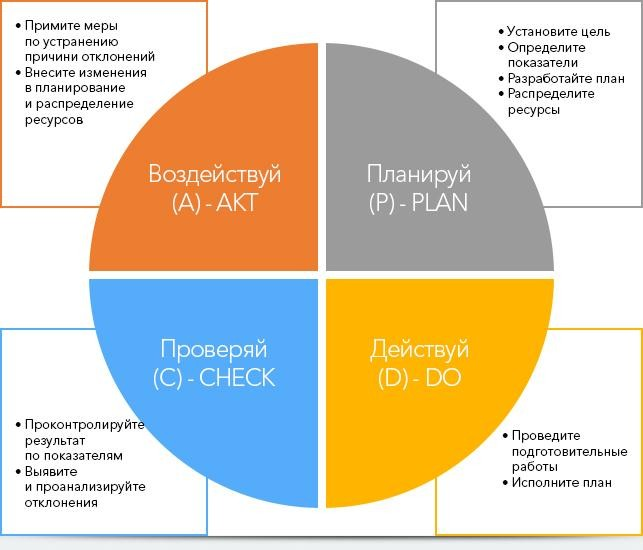 • Примите меры
по устранению
причини отклонений
• Внесите изменения
в планирование
и распределение
ресурсов
• Установите цель
• Определите
показатели
• Разработайте план
• Распределите
ресурсы
Воздействуй
(A) - AKT
Планируй
(P) - PLAN
Проверяй
(C) - CHECK
Действуй
(D) - DO
• Проконтролируйте
результат
по показателям
• Выявите
и проанализируйте
отклонения
• Проведите
подготовительные
работы
• Исполните план